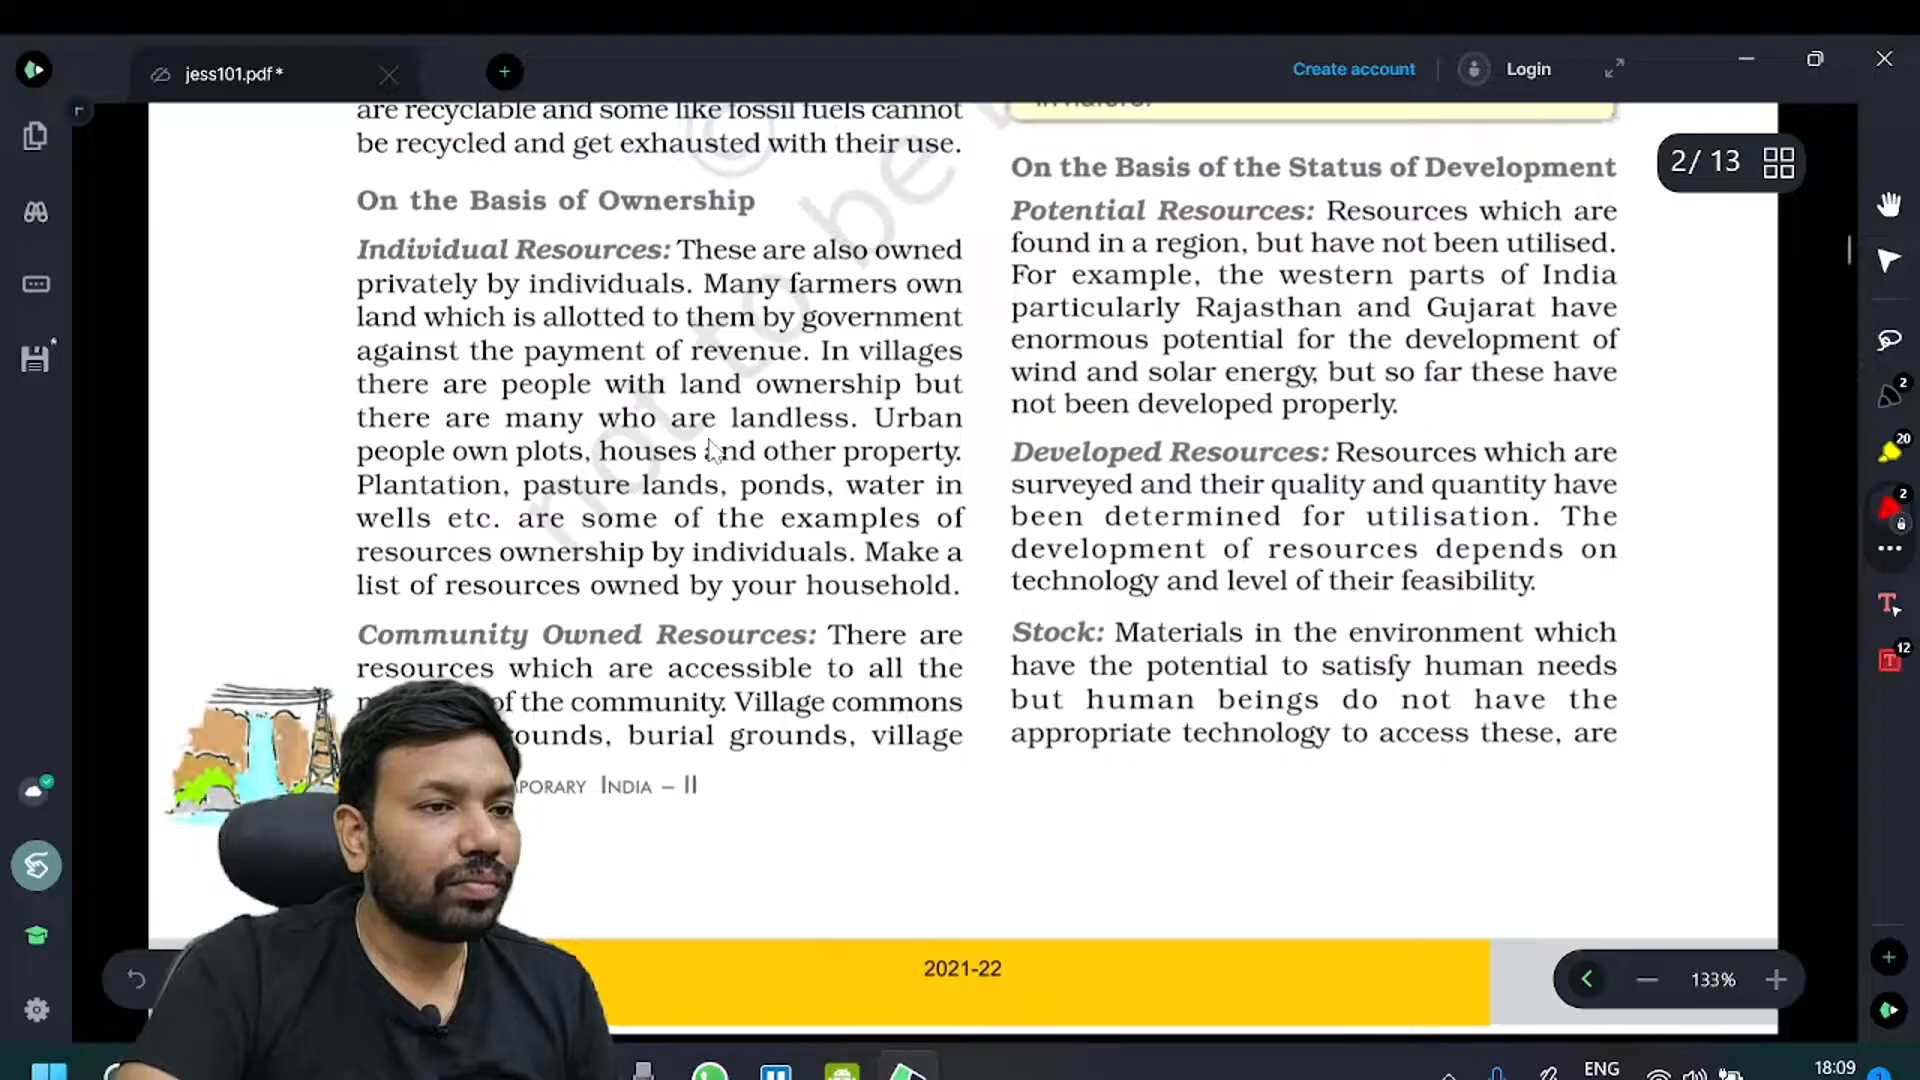 jess101.pdf*
Create account
Login
2/ 13
are recyclable and some like fossil fuels cannot
be recycled and get exhausted with their use.
On the Basis of Ownership
Individual Resources: These are also owned
privately by individuals. Many farmers own
land which is allotted to them by government
against the payment of revenue. In villages
there are people with land ownership but
there are many who are landless. Urban
people own plots, houses and other property.
Plantation, pasture lands, ponds, water in
wells etc. are some of the examples of
resources ownership by individuals. Make a
list of resources owned by your household.
Community Owned Resources: There are
resources which are accessible to all the
of the community. Village commons
ounds, burial grounds, village
PORARY INDIA – II
On the Basis of the Status of Development
Potential Resources: Resources which are
found in a region, but have not been utilised.
For example, the western parts of India
particularly Rajasthan and Gujarat have
enormous potential for the development of
wind and solar energy, but so far these have
not been developed properly.
Developed Resources: Resources which are
surveyed and their quality and quantity have
been determined for utilisation. The
development of resources depends on
technology and level of their feasibility.
Stock: Materials in the environment which
have the potential to satisfy human needs
but human beings do not have the
appropriate technology to access these, are
©
not to be
2021-22
133%
2
20
2
12
ENG
18:09